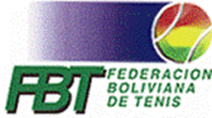 FBT
FEDERACION
BOLIVIANA
DE TENIS